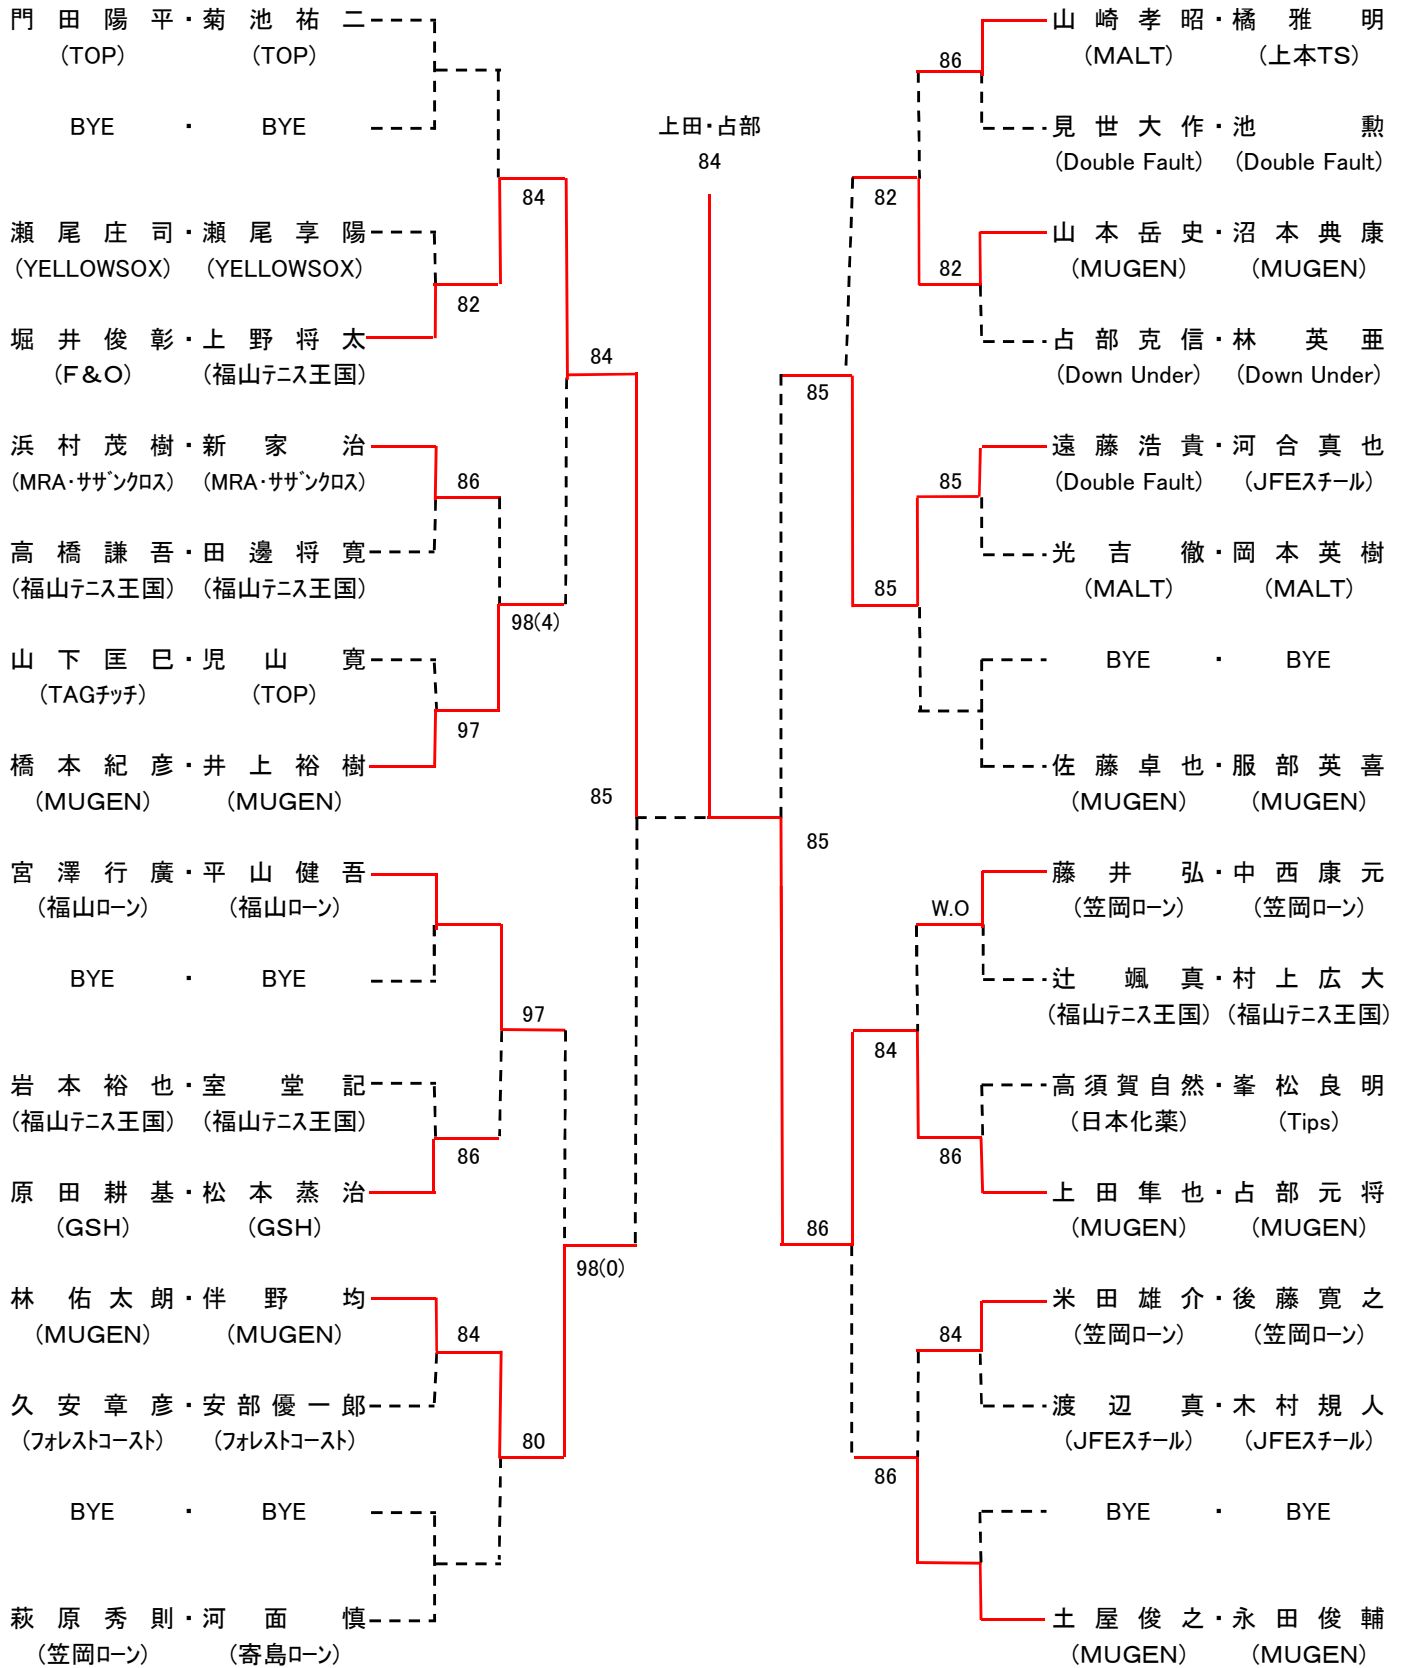 門田陽平・菊池祐二
(TOP) (TOP)
BYE ・ BYE
瀬尾庄司・瀬尾享陽
(YELLOWSOX) (YELLOWSOX)
堀井俊彰・上野将太
(F&O) (福山テニス王国)
浜村茂樹・新家治
(MRA・サザンクロス) (MRA・サザンクロス)
高橋謙吾・田邊将寛
(福山テニス王国) (福山テニス王国)
山下匡巳・児山寛
(TAGチッチ) (TOP)
橋本紀彦・井上裕樹
(MUGEN) (MUGEN)
宮澤行廣・平山健吾
(福山ローン) (福山ローン)
BYE ・ BYE
岩本裕也・室堂記
(福山テニス王国) (福山テニス王国)
原田耕基・松本蒸治
(GSH) (GSH)
林佑太朗・伴野均
(MUGEN) (MUGEN)
久安章彦・安部優一郎
(フォレストコースト) (フォレストコースト)
BYE ・ BYE
萩原秀則・河面慎
(笠岡ローン) (寄島ローン)
82
86
97
86
84
84
98(4)
97
80
84
98(0)
85
上田・占部
84
85
85
86
82
85
84
86
86
82
85
W.O
86
84
山崎孝昭・橘雅明
(MALT) (上本TS)
見世大作・池勲
(Double Fault) (Double Fault)
山本岳史・沼本典康
(MUGEN) (MUGEN)
占部克信・林英亜
(Down Under) (Down Under)
遠藤浩貴・河合真也
(Double Fault) (JFEスチール)
光吉徹・岡本英樹
(MALT) (MALT)
BYE ・ BYE
佐藤卓也・服部英喜
(MUGEN) (MUGEN)
藤井弘・中西康元
(笠岡ローン) (笠岡ローン)
辻颯真・村上広大
(福山テニス王国) (福山テニス王国)
高須賀自然・峯松良明
(日本化薬) (Tips)
上田隼也・占部元将
(MUGEN) (MUGEN)
米田雄介・後藤寛之
(笠岡ローン) (笠岡ローン)
渡辺真・木村規人
(JFEスチール) (JFEスチール)
BYE ・ BYE
土屋俊之・永田俊輔
(MUGEN) (MUGEN)